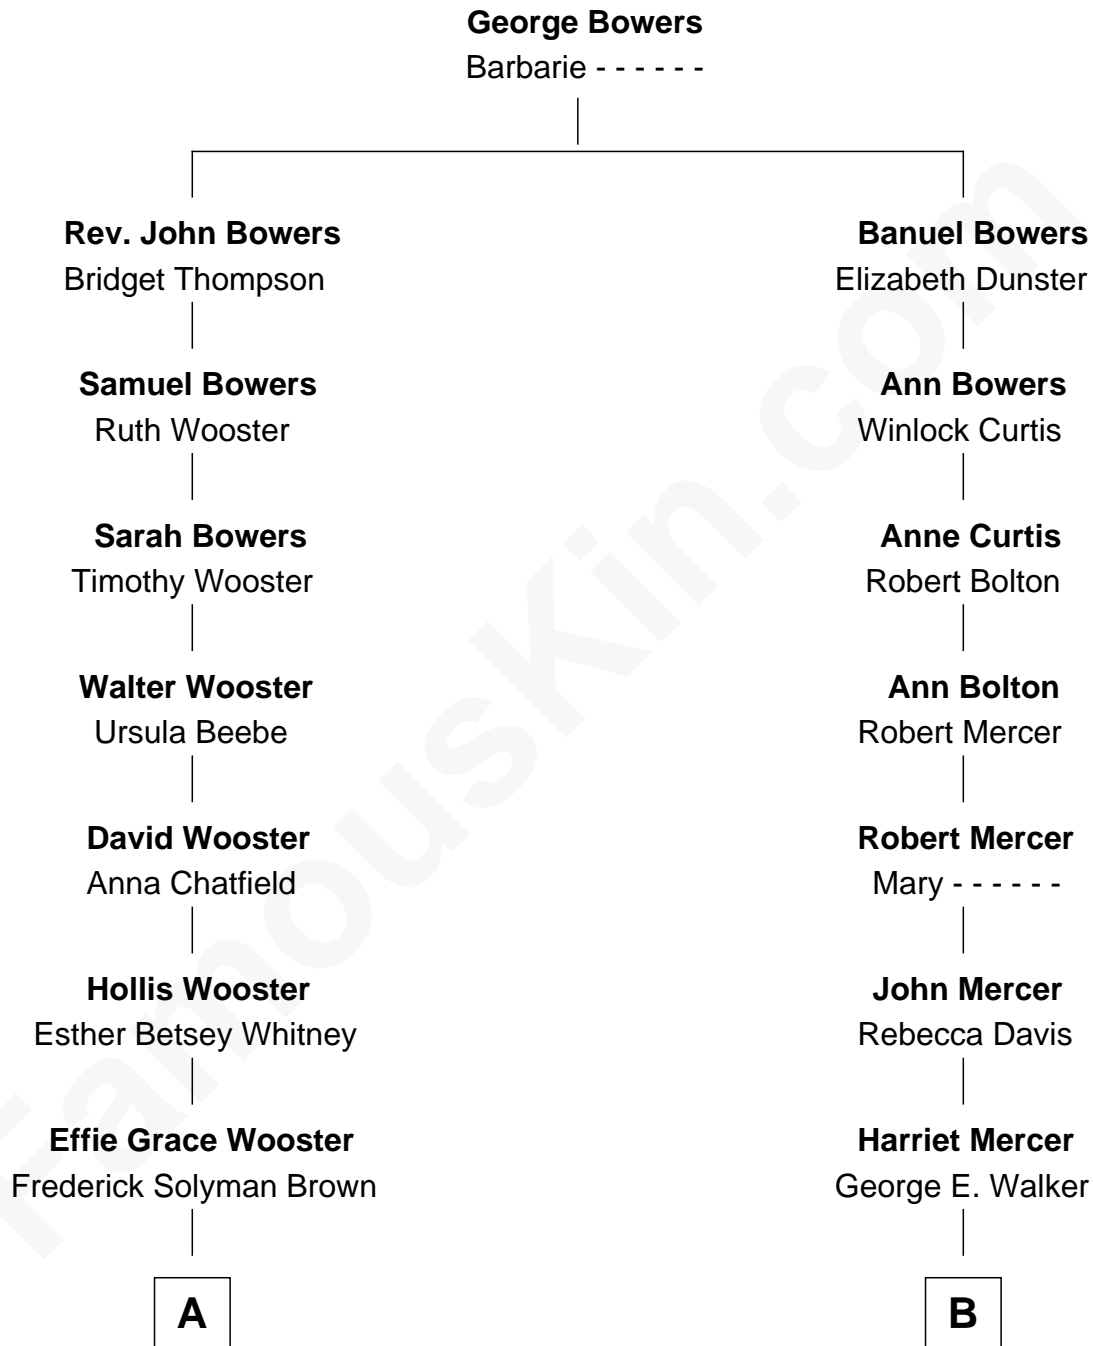 George Bowers
Barbarie - - - - - -
Rev. John Bowers
Bridget Thompson
Banuel Bowers
Elizabeth Dunster
Samuel Bowers
Ruth Wooster
Ann Bowers
Winlock Curtis
Sarah Bowers
Timothy Wooster
Anne Curtis
Robert Bolton
Walter Wooster
Ursula Beebe
Ann Bolton
Robert Mercer
David Wooster
Anna Chatfield
Robert Mercer
Mary - - - - - -
Hollis Wooster
Esther Betsey Whitney
John Mercer
Rebecca Davis
Effie Grace Wooster
Frederick Solyman Brown
Harriet Mercer
George E. Walker
A
B
FamousKin.com